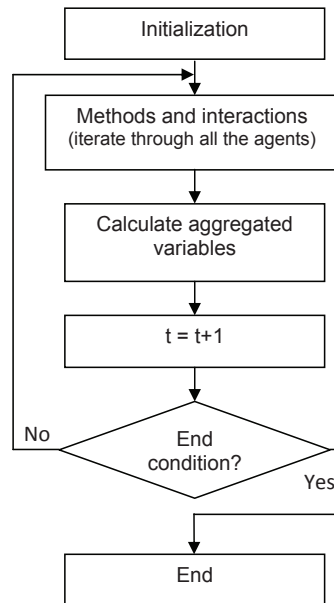 Initialization
Methods and interactions
(iterate through all the agents)
Calculate aggregated
variables
t = t+1
No
End
condition?
Yes
End